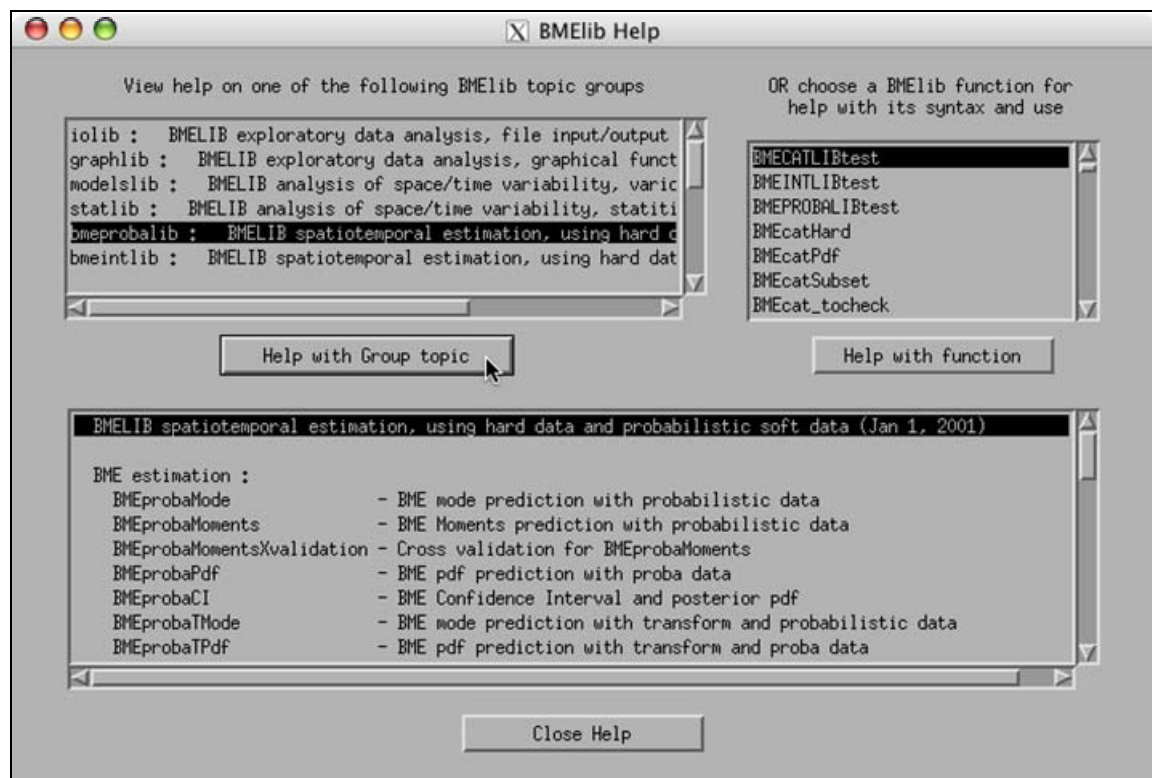 BMElib Help
View help on one of the following BMElib topic groups
iolib : BMELIB exploratory data analysis, file input/output
graphlib : BMELIB exploratory data analysis, graphical funct
modelslib : BMELIB analysis of space/time variability, varic
statlib : BMELIB analysis of space/time variability, statiti
bmeprobalib : BMELIB spatiotemporal estimation, using hard d
bmeintlib : BMELIB spatiotemporal estimation, using hard dat
Help with Group topic
OR choose a BMElib function for
help with its syntax and use
BMECATLIBtest
BMEINTLIBtest
BMEPROBALIBtest
BMEcatHard
BMEcatPdf
BMEcatSubset
BMEcat_tocheck
Help with function
BMELIB spatiotemporal estimation, using hard data and probabilistic soft data (Jan 1, 2001)
BME estimation :
BMEprobaMode - BME mode prediction with probabilistic data
BMEprobaMoments - BME Moments prediction with probabilistic data
BMEprobaMomentsXvalidation - Cross validation for BMEprobaMoments
BMEprobaPdf - BME pdf prediction with proba data
BMEprobaCI - BME Confidence Interval and posterior pdf
BMEprobaTMode - BME mode prediction with transform and probabilistic data
BMEprobaTPdf - BME pdf prediction with transform and proba data
Close Help